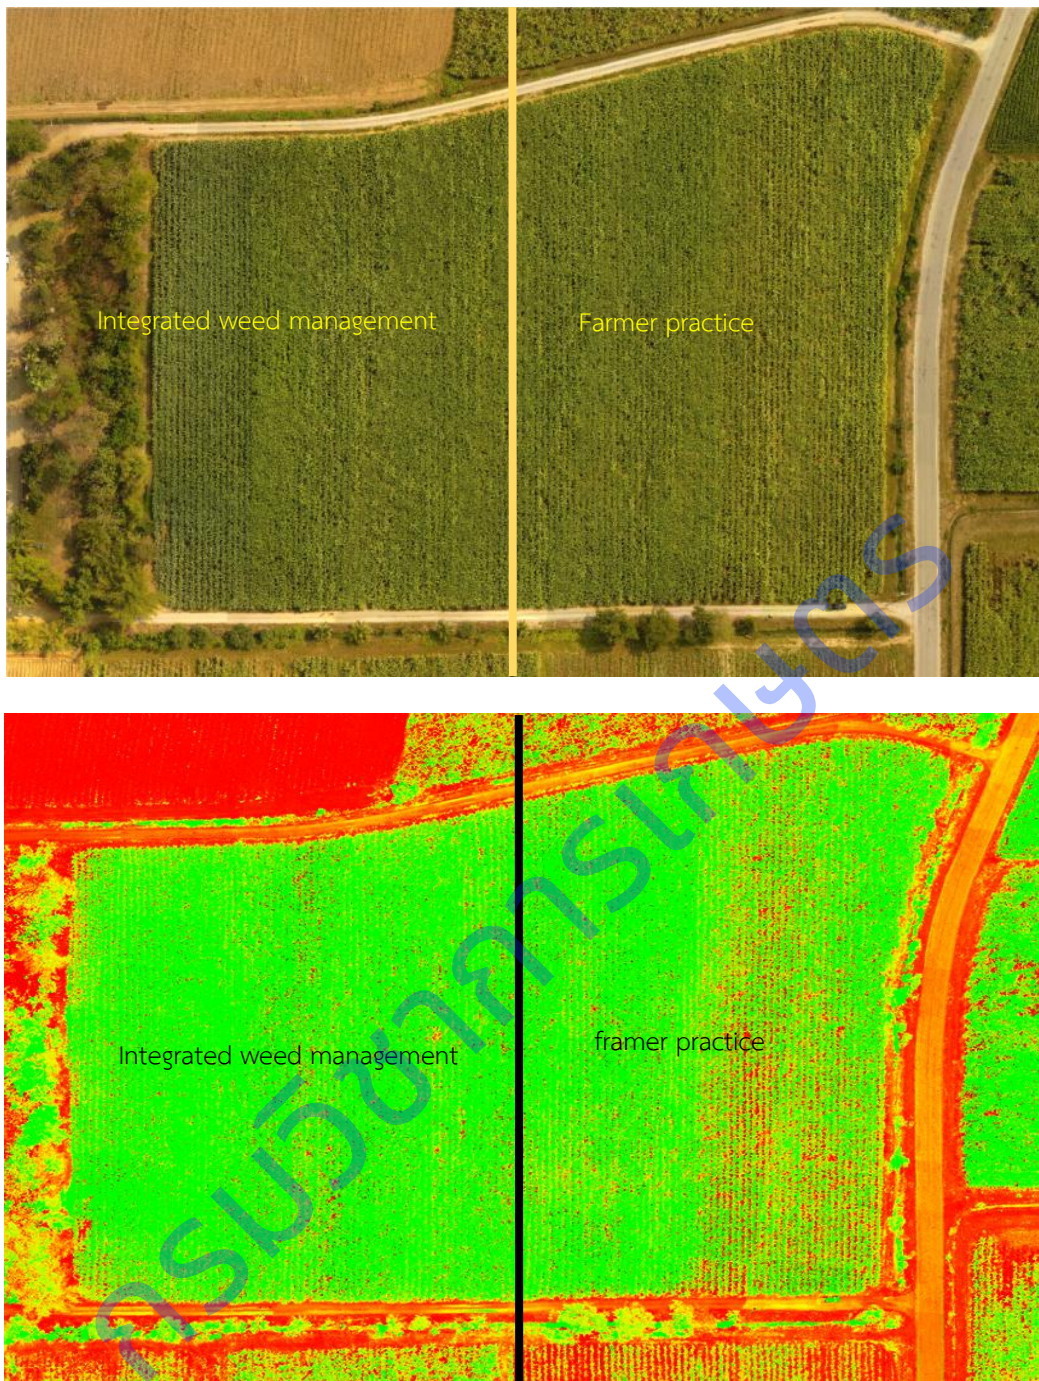 Integrated weed management
Farmer practice
Integrated weed management
framer practice
กรมวิชาการเกษตร